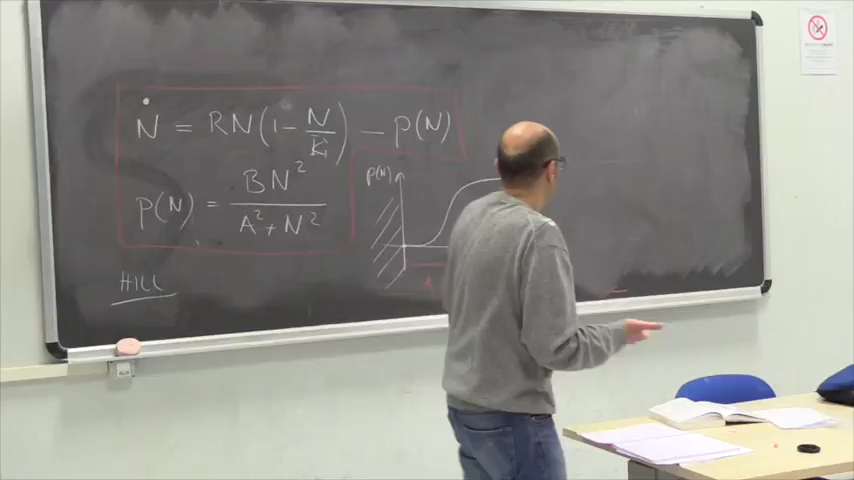 Ṅ = RN(1 - N/K) - P(N)
P(N) = BN² / A² + N²
P(N)
HILL
A